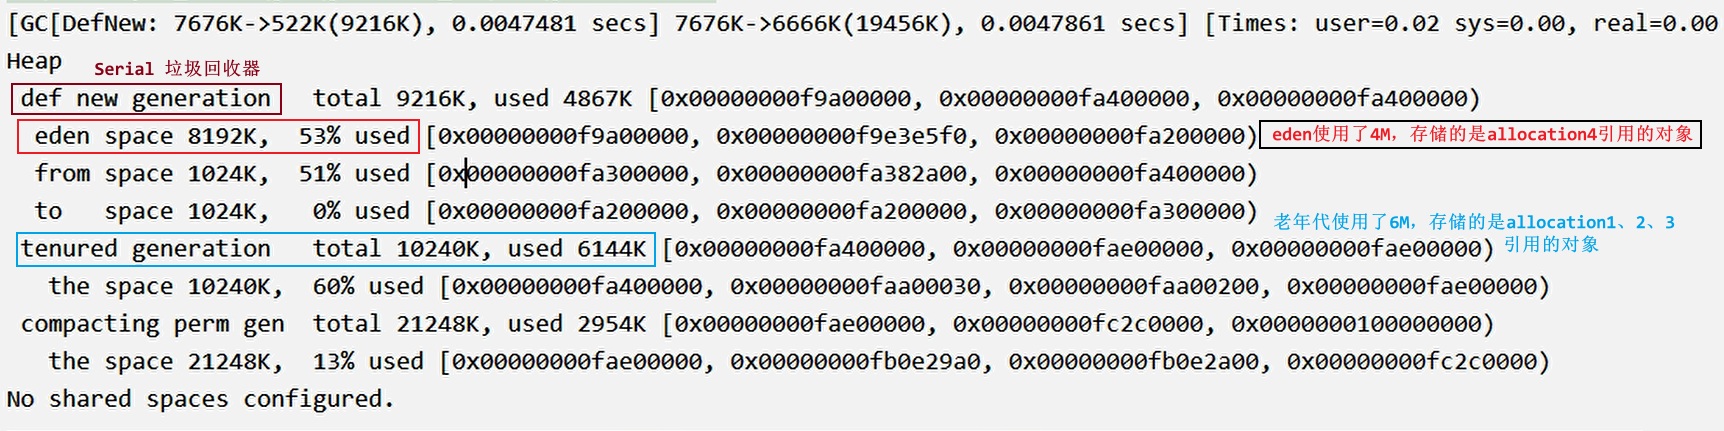 [GC[DefNew: 7676K->522K(9216K), 0.0047481 secs] 7676K->6666K(19456K), 0.0047861 secs] [Times: user=0.02 sys=0.00, real=0.00
Heap
Serial 垃圾回收器
def new generation   total 9216K, used 4867K [0x00000000f9a00000, 0x00000000fa400000, 0x00000000fa400000)
eden space 8192K,  53% used [0x00000000f9a00000, 0x00000000f9e3e5f0, 0x00000000fa200000) eden使用了4M，存储的是allocation4引用的对象
from space 1024K,  51% used [0x00000000fa300000, 0x00000000fa382a00, 0x00000000fa400000)
to   space 1024K,   0% used [0x00000000fa200000, 0x00000000fa200000, 0x00000000fa300000)
老年代使用了6M，存储的是allocation1、2、3
引用的对象
tenured generation   total 10240K, used 6144K [0x00000000fa400000, 0x00000000fae00000, 0x00000000fae00000)
the space 10240K,  60% used [0x00000000fa400000, 0x00000000faa00030, 0x00000000faa00200, 0x00000000fae00000)
compacting perm gen  total 21248K, used 2954K [0x00000000fae00000, 0x00000000fc2c0000, 0x0000000100000000)
the space 21248K,  13% used [0x00000000fae00000, 0x00000000fb0e29a0, 0x00000000fb0e2a00, 0x00000000fc2c0000)
No shared spaces configured.